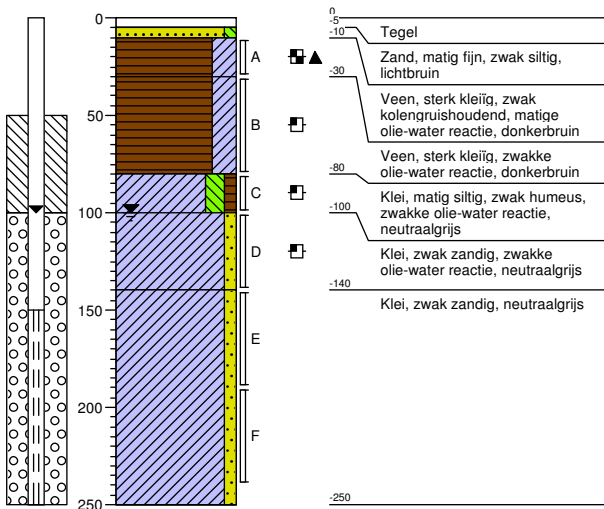 0
50
100
150
200
250
A
B
C
D
E
F
0
-5
Tegel
-10
Zand, matig fijn, zwak siltig,
lichtbruin
-30
Veen, sterk kleiïg, zwak
kolengruishoudend, matige
olie-water reactie, donkerbruin
Veen, sterk kleiïg, zwakke
olie-water reactie, donkerbruin
-80
Klei, matig siltig, zwak humeus,
zwakke olie-water reactie,
neutraalgrijs
-100
Klei, zwak zandig, zwakke
olie-water reactie, neutraalgrijs
-140
Klei, zwak zandig, neutraalgrijs
-250